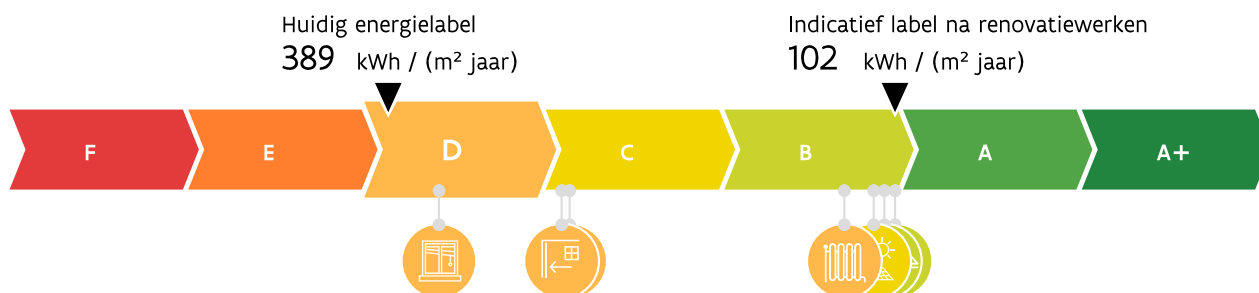 Huidig energielabel
389 kWh / (m² jaar)
Indicatief label na renovatiewerken
102 kWh / (m² jaar)
F E D C B A A+